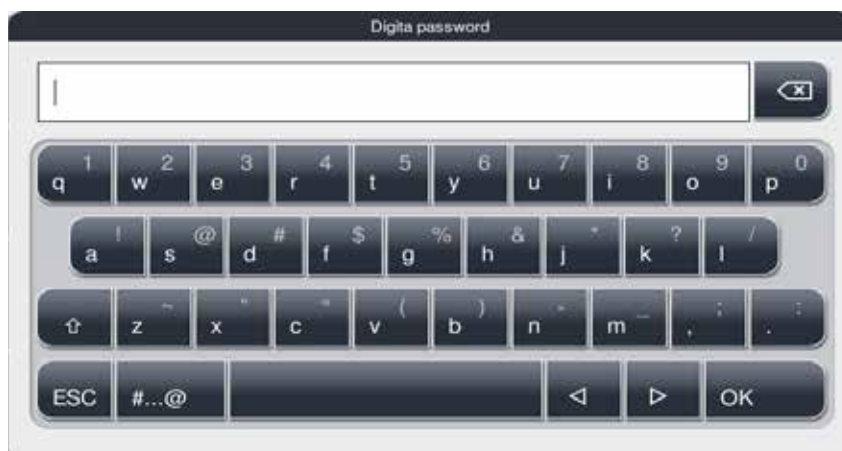 Digita password
1 2 3 4 5 6 7 8 9 0
q w e r t y u i o p
! @ # $ % & * ? /
a s d f g h j k l
~ ( ) - _ ; :
z x c v b n m , .
ESC #...@ OK